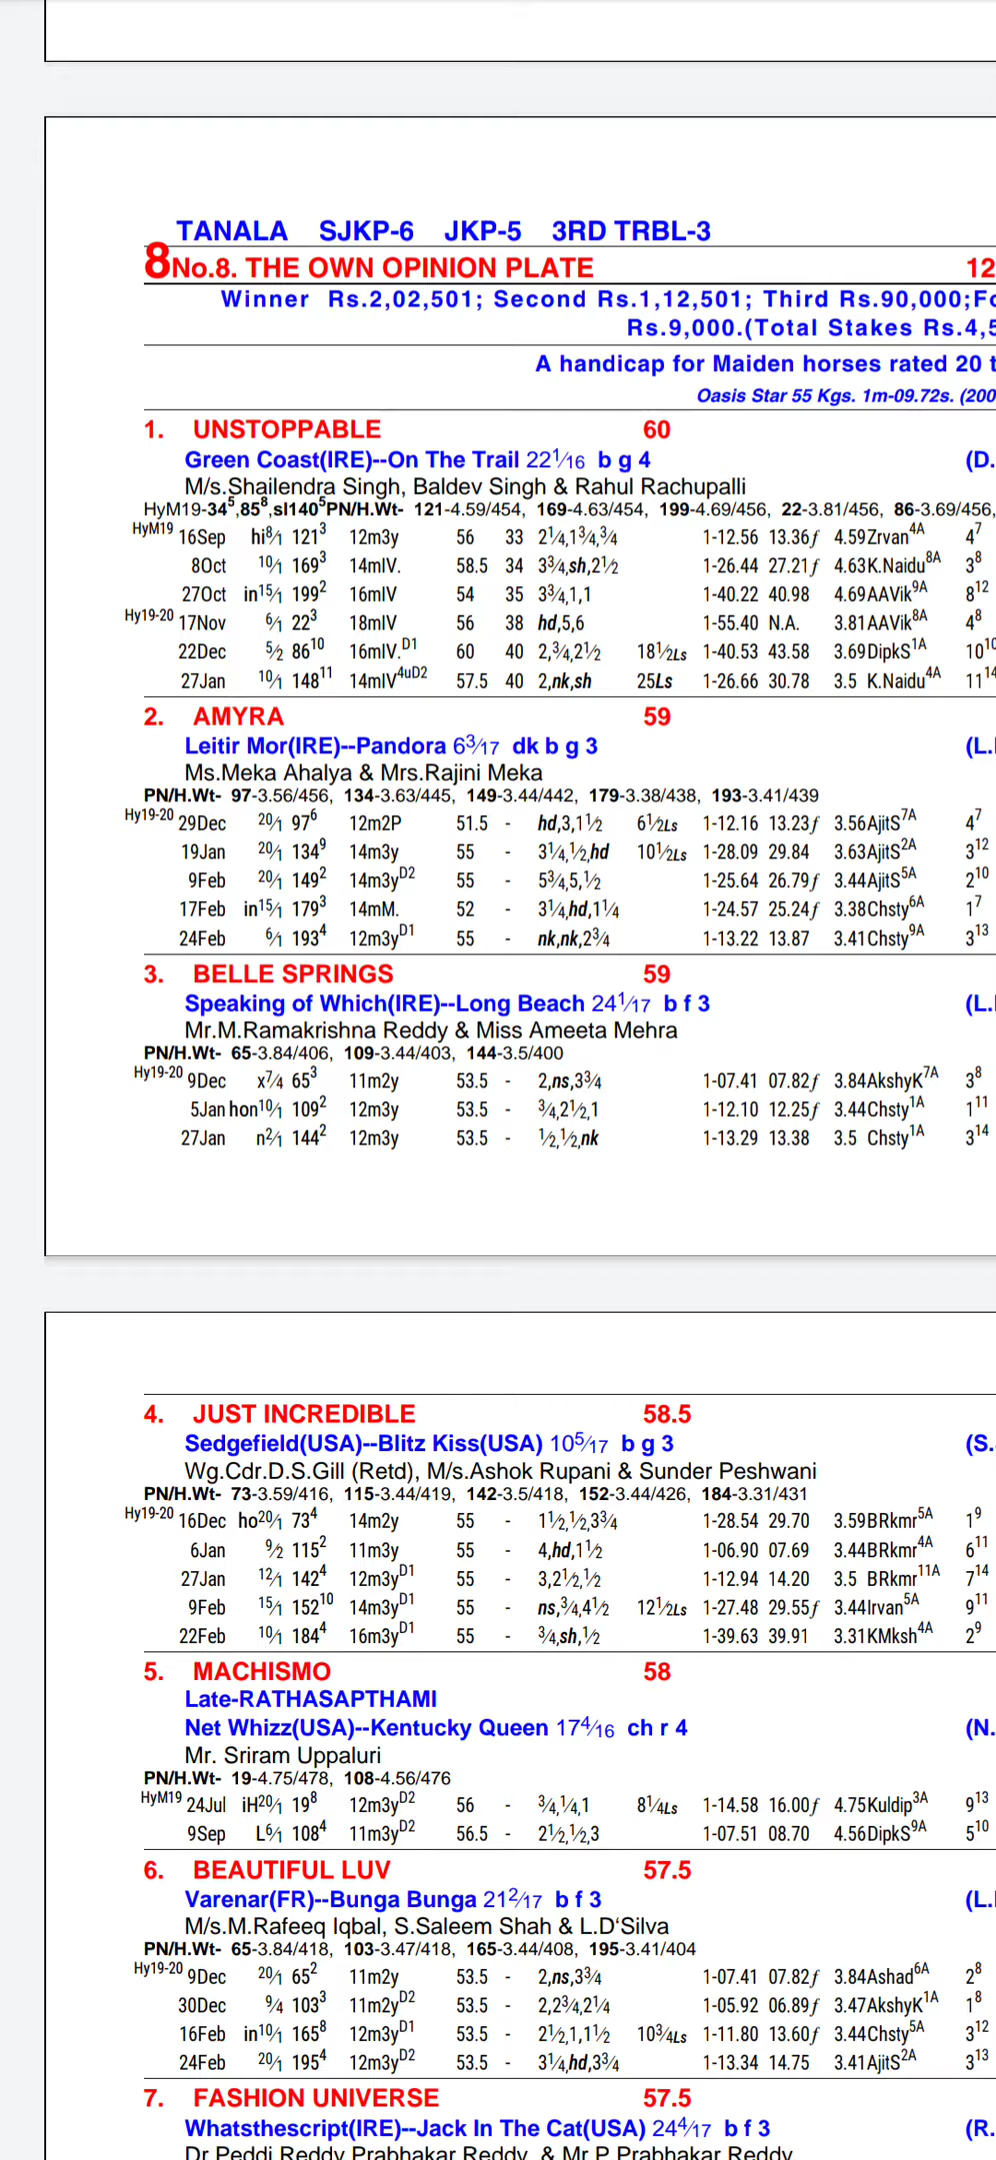 TANALA SJKP-6 JKP-5 3RD TRBL-3
8 No.8. THE OWN OPINION PLATE 12
Winner Rs.2,02,501; Second Rs.1,12,501; Third Rs.90,000;Fo
Rs.9,000.(Total Stakes Rs.4,5
A handicap for Maiden horses rated 20 t
Oasis Star 55 Kgs. 1m-09.72s. (200
1. UNSTOPPABLE 60
Green Coast(IRE)--On The Trail 22 1/16 b g 4 (D.
M/s.Shailendra Singh, Baldev Singh & Rahul Rachupalli
HyM19-34⁵,85⁸,sl140⁵PN/H.Wt- 121-4.59/454, 169-4.63/454, 199-4.69/456, 22-3.81/456, 86-3.69/456,
HyM19 16Sep hi8/1 121³ 12m3y 56 33 2¼,1¾,¾ 1-12.56 13.36ƒ 4.59Zrvan⁴ᴬ 4⁷
8Oct 10/1 169³ 14mIV. 58.5 34 3¾,sh,2½ 1-26.44 27.21ƒ 4.63K.Naidu⁸ᴬ 3⁸
27Oct in15/1 199² 16mIV 54 35 3¾,1,1 1-40.22 40.98 4.69AAVik⁹ᴬ 8¹²
Hy19-20 17Nov 6/1 22³ 18mIV 56 38 hd,5,6 1-55.40 N.A. 3.81AAVik⁸ᴬ 4⁸
22Dec 5/2 86¹⁰ 16mIV.ᴰ¹ 60 40 2,¾,2½ 18½Ls 1-40.53 43.58 3.69DipkS¹ᴬ 10¹⁰
27Jan 10/1 148¹¹ 14mIV⁴ᵘᴰ² 57.5 40 2,nk,sh 25Ls 1-26.66 30.78 3.5 K.Naidu⁴ᴬ 11¹⁴
2. AMYRA 59
Leitir Mor(IRE)--Pandora 6 3/17 dk b g 3 (L.
Ms.Meka Ahalya & Mrs.Rajini Meka
PN/H.Wt- 97-3.56/456, 134-3.63/445, 149-3.44/442, 179-3.38/438, 193-3.41/439
Hy19-20 29Dec 20/1 97⁶ 12m2P 51.5 - hd,3,1½ 6½Ls 1-12.16 13.23ƒ 3.56AjitS⁷ᴬ 4⁷
19Jan 20/1 134⁹ 14m3y 55 - 3¼,½,hd 10½Ls 1-28.09 29.84 3.63AjitS²ᴬ 3¹²
9Feb 20/1 149² 14m3yᴰ² 55 - 5¾,5,½ 1-25.64 26.79ƒ 3.44AjitS⁵ᴬ 2¹⁰
17Feb in15/1 179³ 14mM. 52 - 3¼,hd,1¼ 1-24.57 25.24ƒ 3.38Chsty⁶ᴬ 1⁷
24Feb 6/1 193⁴ 12m3yᴰ¹ 55 - nk,nk,2¾ 1-13.22 13.87 3.41Chsty⁹ᴬ 3¹³
3. BELLE SPRINGS 59
Speaking of Which(IRE)--Long Beach 24 1/17 b f 3 (L.
Mr.M.Ramakrishna Reddy & Miss Ameeta Mehra
PN/H.Wt- 65-3.84/406, 109-3.44/403, 144-3.5/400
Hy19-20 9Dec x7/4 65³ 11m2y 53.5 - 2,ns,3¾ 1-07.41 07.82ƒ 3.84AkshyK⁷ᴬ 3⁸
5Jan hon10/1 109² 12m3y 53.5 - ¾,2½,1 1-12.10 12.25ƒ 3.44Chsty¹ᴬ 1¹¹
27Jan n2/1 144² 12m3y 53.5 - ½,½,nk 1-13.29 13.38 3.5 Chsty¹ᴬ 3¹⁴
4. JUST INCREDIBLE 58.5
Sedgefield(USA)--Blitz Kiss(USA) 10 5/17 b g 3 (S.
Wg.Cdr.D.S.Gill (Retd), M/s.Ashok Rupani & Sunder Peshwani
PN/H.Wt- 73-3.59/416, 115-3.44/419, 142-3.5/418, 152-3.44/426, 184-3.31/431
Hy19-20 16Dec ho20/1 73⁴ 14m2y 55 - 1½,½,3¾ 1-28.54 29.70 3.59BRkmr⁵ᴬ 1⁹
6Jan 9/2 115² 11m3y 55 - 4,hd,1½ 1-06.90 07.69 3.44BRkmr⁴ᴬ 6¹¹
27Jan 12/1 142⁴ 12m3yᴰ¹ 55 - 3,2½,½ 1-12.94 14.20 3.5 BRkmr¹¹ᴬ 7¹⁴
9Feb 15/1 152¹⁰ 14m3yᴰ¹ 55 - ns,¾,4½ 12½Ls 1-27.48 29.55ƒ 3.44Irvan⁵ᴬ 9¹¹
22Feb 10/1 184⁴ 16m3yᴰ¹ 55 - ¾,sh,½ 1-39.63 39.91 3.31KMksh⁴ᴬ 2⁹
5. MACHISMO 58
Late-RATHASAPTHAMI
Net Whizz(USA)--Kentucky Queen 17 4/16 ch r 4 (N.
Mr. Sriram Uppaluri
PN/H.Wt- 19-4.75/478, 108-4.56/476
HyM19 24Jul iH20/1 19⁸ 12m3yᴰ² 56 - ¾,¼,1 8¼Ls 1-14.58 16.00ƒ 4.75Kuldip³ᴬ 9¹³
9Sep L6/1 108⁴ 11m3yᴰ² 56.5 - 2½,½,3 1-07.51 08.70 4.56DipkS⁹ᴬ 5¹⁰
6. BEAUTIFUL LUV 57.5
Varenar(FR)--Bunga Bunga 21 2/17 b f 3 (L.
M/s.M.Rafeeq Iqbal, S.Saleem Shah & L.D‘Silva
PN/H.Wt- 65-3.84/418, 103-3.47/418, 165-3.44/408, 195-3.41/404
Hy19-20 9Dec 20/1 65² 11m2y 53.5 - 2,ns,3¾ 1-07.41 07.82ƒ 3.84Ashad⁶ᴬ 2⁸
30Dec 9/4 103³ 11m2yᴰ² 53.5 - 2,2¾,2¼ 1-05.92 06.89ƒ 3.47AkshyK¹ᴬ 1⁸
16Feb in10/1 165⁸ 12m3yᴰ¹ 53.5 - 2½,1,1½ 10¾Ls 1-11.80 13.60ƒ 3.44Chsty⁵ᴬ 3¹²
24Feb 20/1 195⁴ 12m3yᴰ² 53.5 - 3¼,hd,3¾ 1-13.34 14.75 3.41AjitS²ᴬ 3¹³
7. FASHION UNIVERSE 57.5
Whatsthescript(IRE)--Jack In The Cat(USA) 24 4/17 b f 3 (R.
Dr.Peddi Reddy Prabhakar Reddy, & Mr.P.Prabhakar Reddy